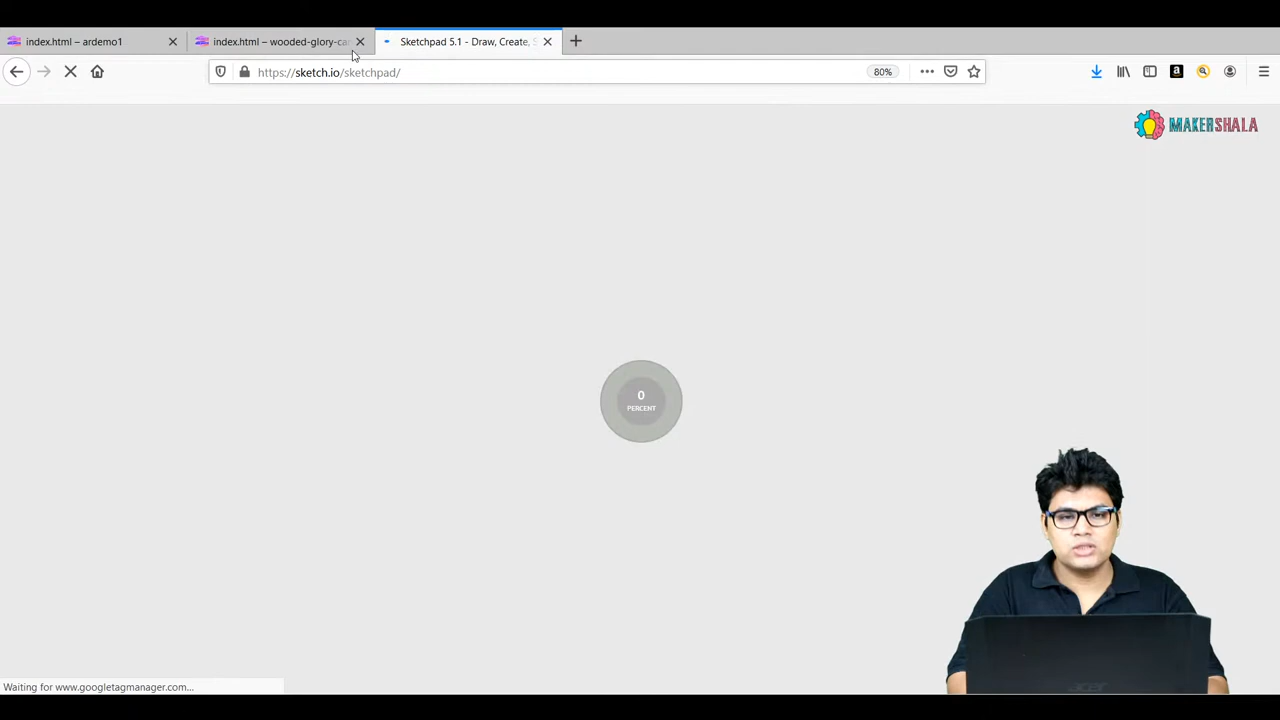 index.html – ardemo1
index.html – wooded-glory-ca
Sketchpad 5.1 - Draw, Create, S
https://sketch.io/sketchpad/
80%
MAKERSHALA
0
PERCENT
acer
Waiting for www.googletagmanager.com...